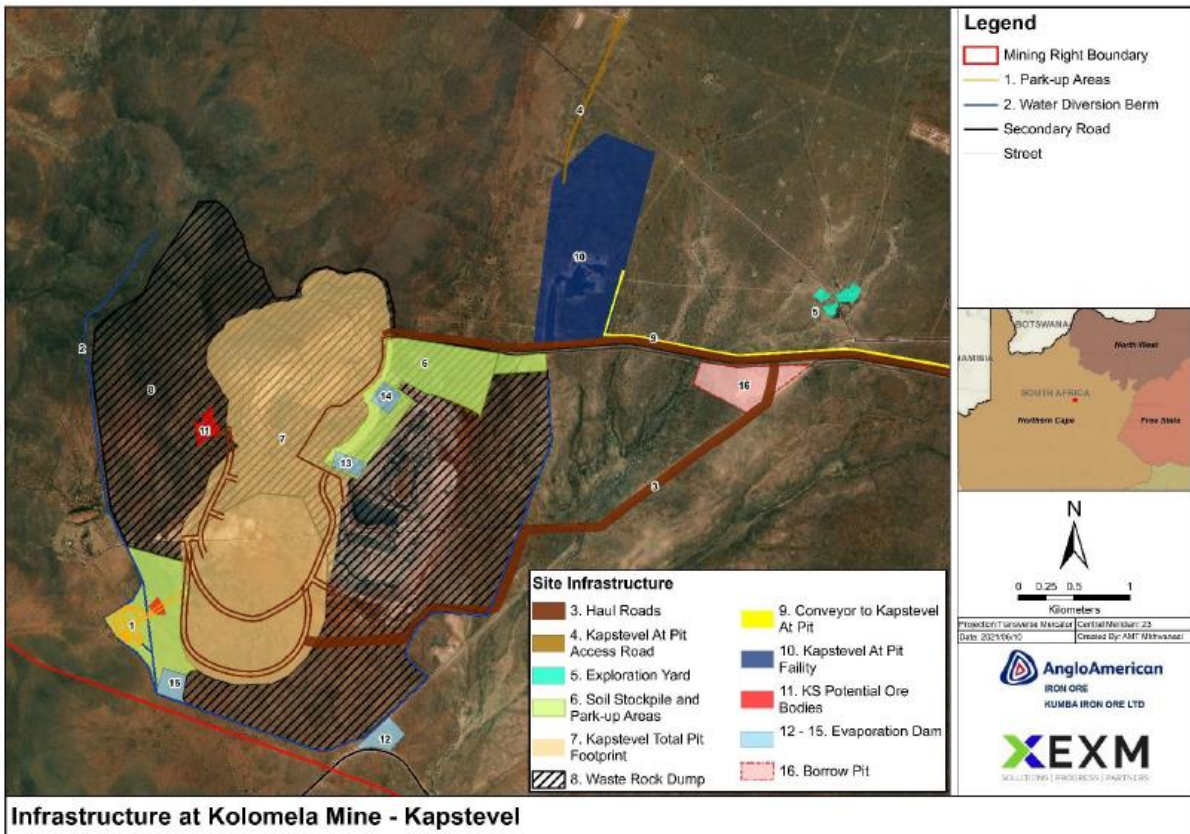 Legend
Mining Right Boundary
1. Park-up Areas
2. Water Diversion Berm
Secondary Road
Street
4
10
5
9
2
6
16
8
14
11
7
13
3
1
15
12
BOTSWANA
North West
NAMIBIA
SOUTH AFRICA
Northern Cape
Free State
N
0 0.25 0.5 1
Kilometers
Projection: Transverse Mercator Central Meridian: 23
Date: 2021/06/10 Created By: AMT
AngloAmerican
IRON ORE
KUMBA IRON ORE LTD
EXM
SOLUTIONS | PROGRESS | PARTNERS
Site Infrastructure
3. Haul Roads
4. Kapstevel At Pit
Access Road
5. Exploration Yard
6. Soil Stockpile and
Park-up Areas
7. Kapstevel Total Pit
Footprint
8. Waste Rock Dump
9. Conveyor to Kapstevel
At Pit
10. Kapstevel At Pit
Faility
11. KS Potential Ore
Bodies
12 - 15. Evaporation Dam
16. Borrow Pit
Infrastructure at Kolomela Mine - Kapstevel